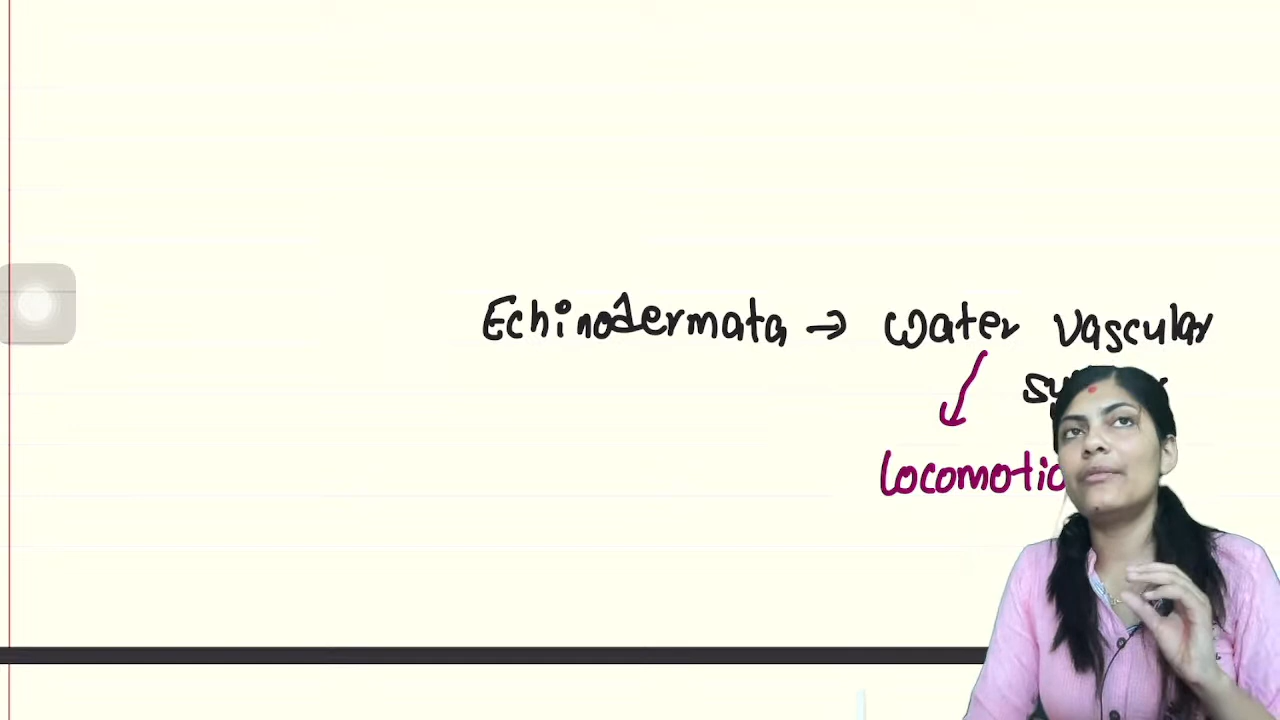 Echinodermata → water vascular
locomotio